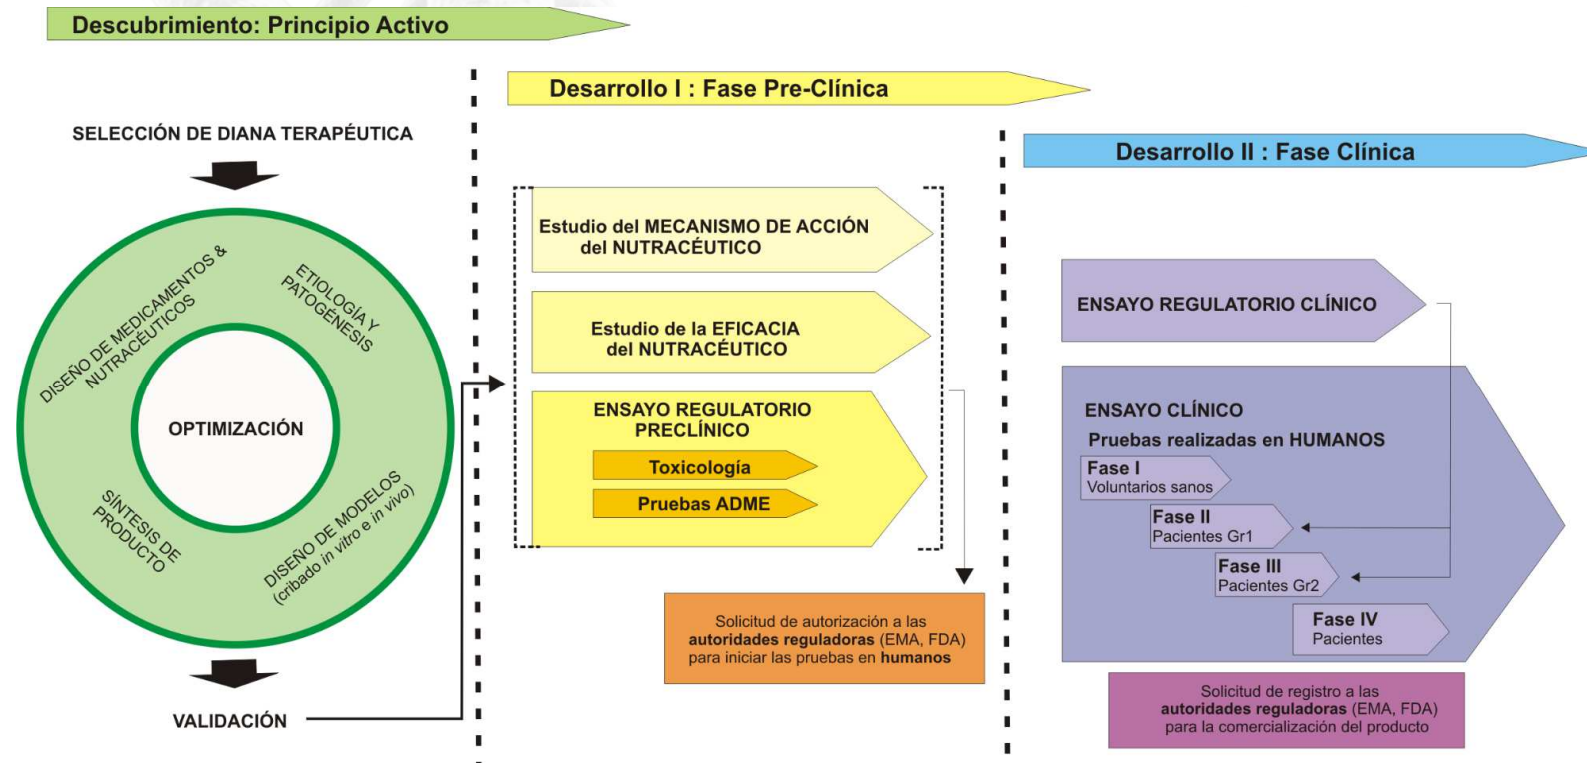 Descubrimiento: Principio Activo
SELECCIÓN DE DIANA TERAPÉUTICA
DISEÑO DE MEDICAMENTOS &
NUTRACÉUTICOS
ETIOLOGÍA Y
PATOGÉNESIS
OPTIMIZACIÓN
SÍNTESIS DE
PRODUCTO
DISEÑO DE MODELOS
(cribado in vitro e in vivo)
VALIDACIÓN
Desarrollo I : Fase Pre-Clínica
Estudio del MECANISMO DE ACCIÓN
del NUTRACÉUTICO
Estudio de la EFICACIA
del NUTRACÉUTICO
ENSAYO REGULATORIO
PRECLÍNICO
Toxicología
Pruebas ADME
Solicitud de autorización a las
autoridades reguladoras (EMA, FDA)
para iniciar las pruebas en humanos
Desarrollo II : Fase Clínica
ENSAYO REGULATORIO CLÍNICO
ENSAYO CLÍNICO
Pruebas realizadas en HUMANOS
Fase I
Voluntarios sanos
Fase II
Pacientes Gr1
Fase III
Pacientes Gr2
Fase IV
Pacientes
Solicitud de registro a las
autoridades reguladoras (EMA, FDA)
para la comercialización del producto